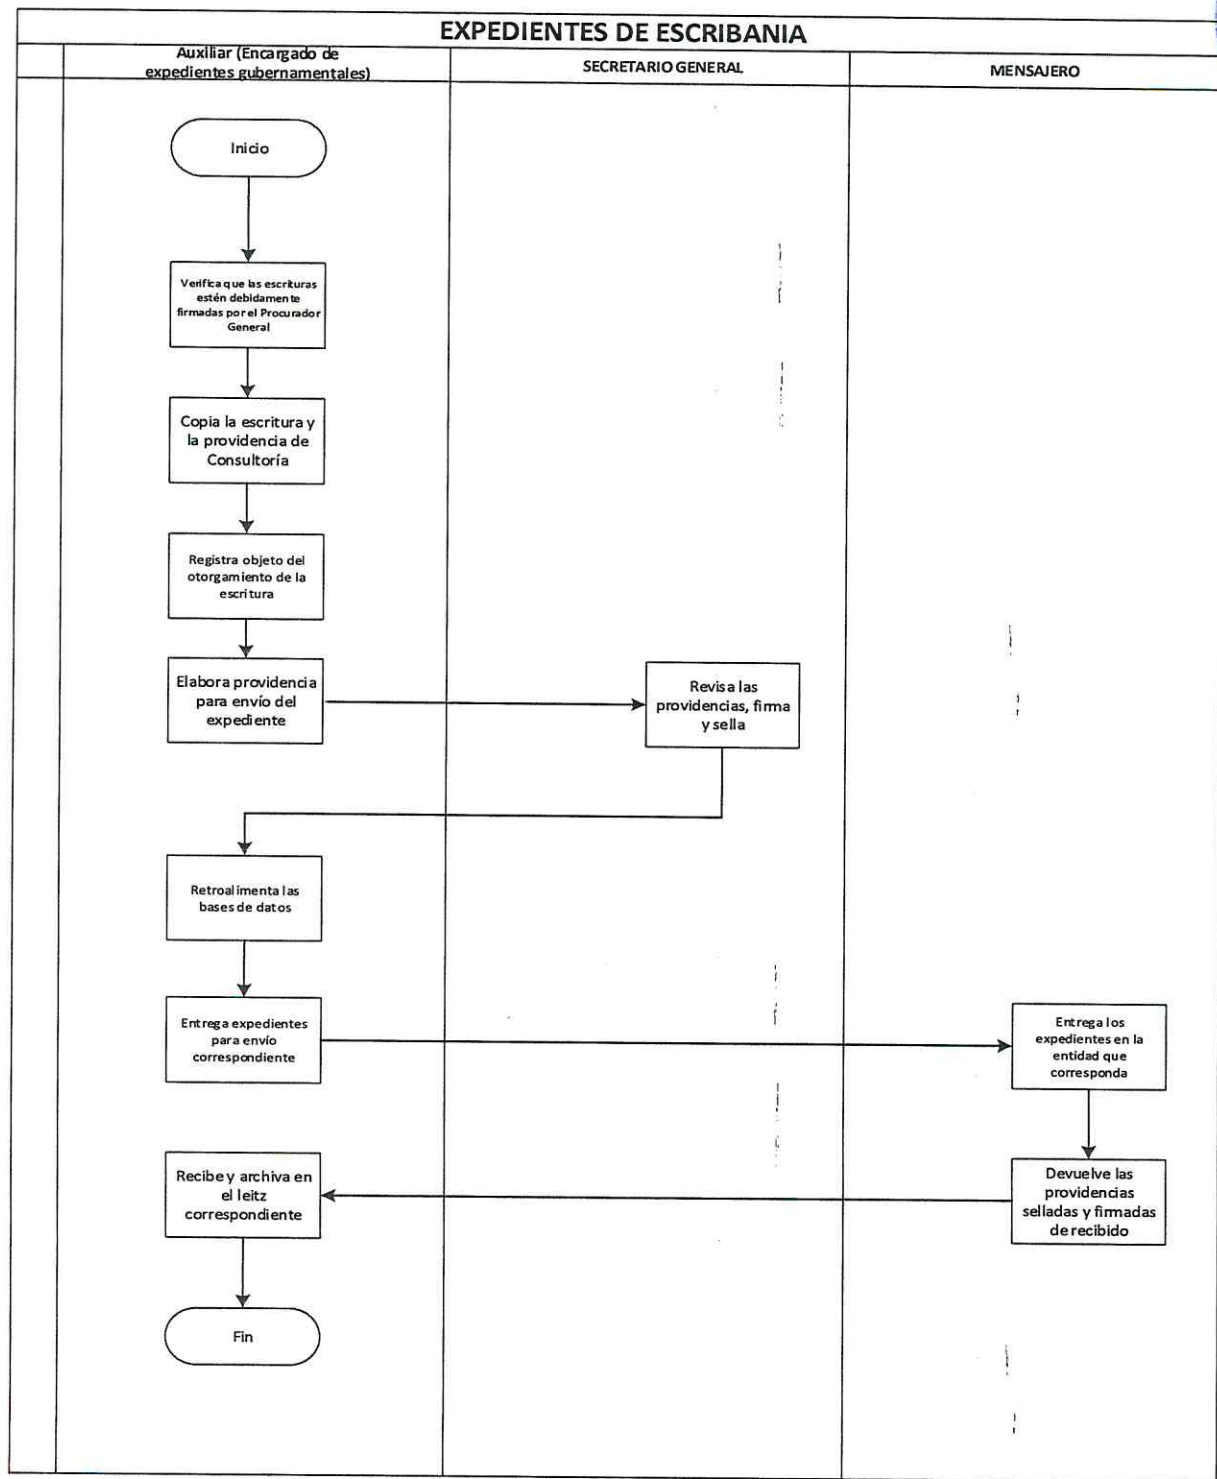 EXPEDIENTES DE ESCRIBANIA
Auxiliar (Encargado de
expedientes gubernamentales)
SECRETARIO GENERAL
MENSAJERO
Inicio
Verifica que las escrituras
estén debidamente
firmadas por el Procurador
General
Copia la escritura y
la providencia de
Consultoría
Registra objeto del
otorgamiento de la
escritura
Elabora providencia
para envío del
expediente
Revisa las
providencias, firma
y sella
Retroalimenta las
bases de datos
Entrega expedientes
para envío
correspondiente
Entrega los
expedientes en la
entidad que
corresponda
Devuelve las
providencias
selladas y firmadas
de recibido
Recibe y archiva en
el leitz
correspondiente
Fin